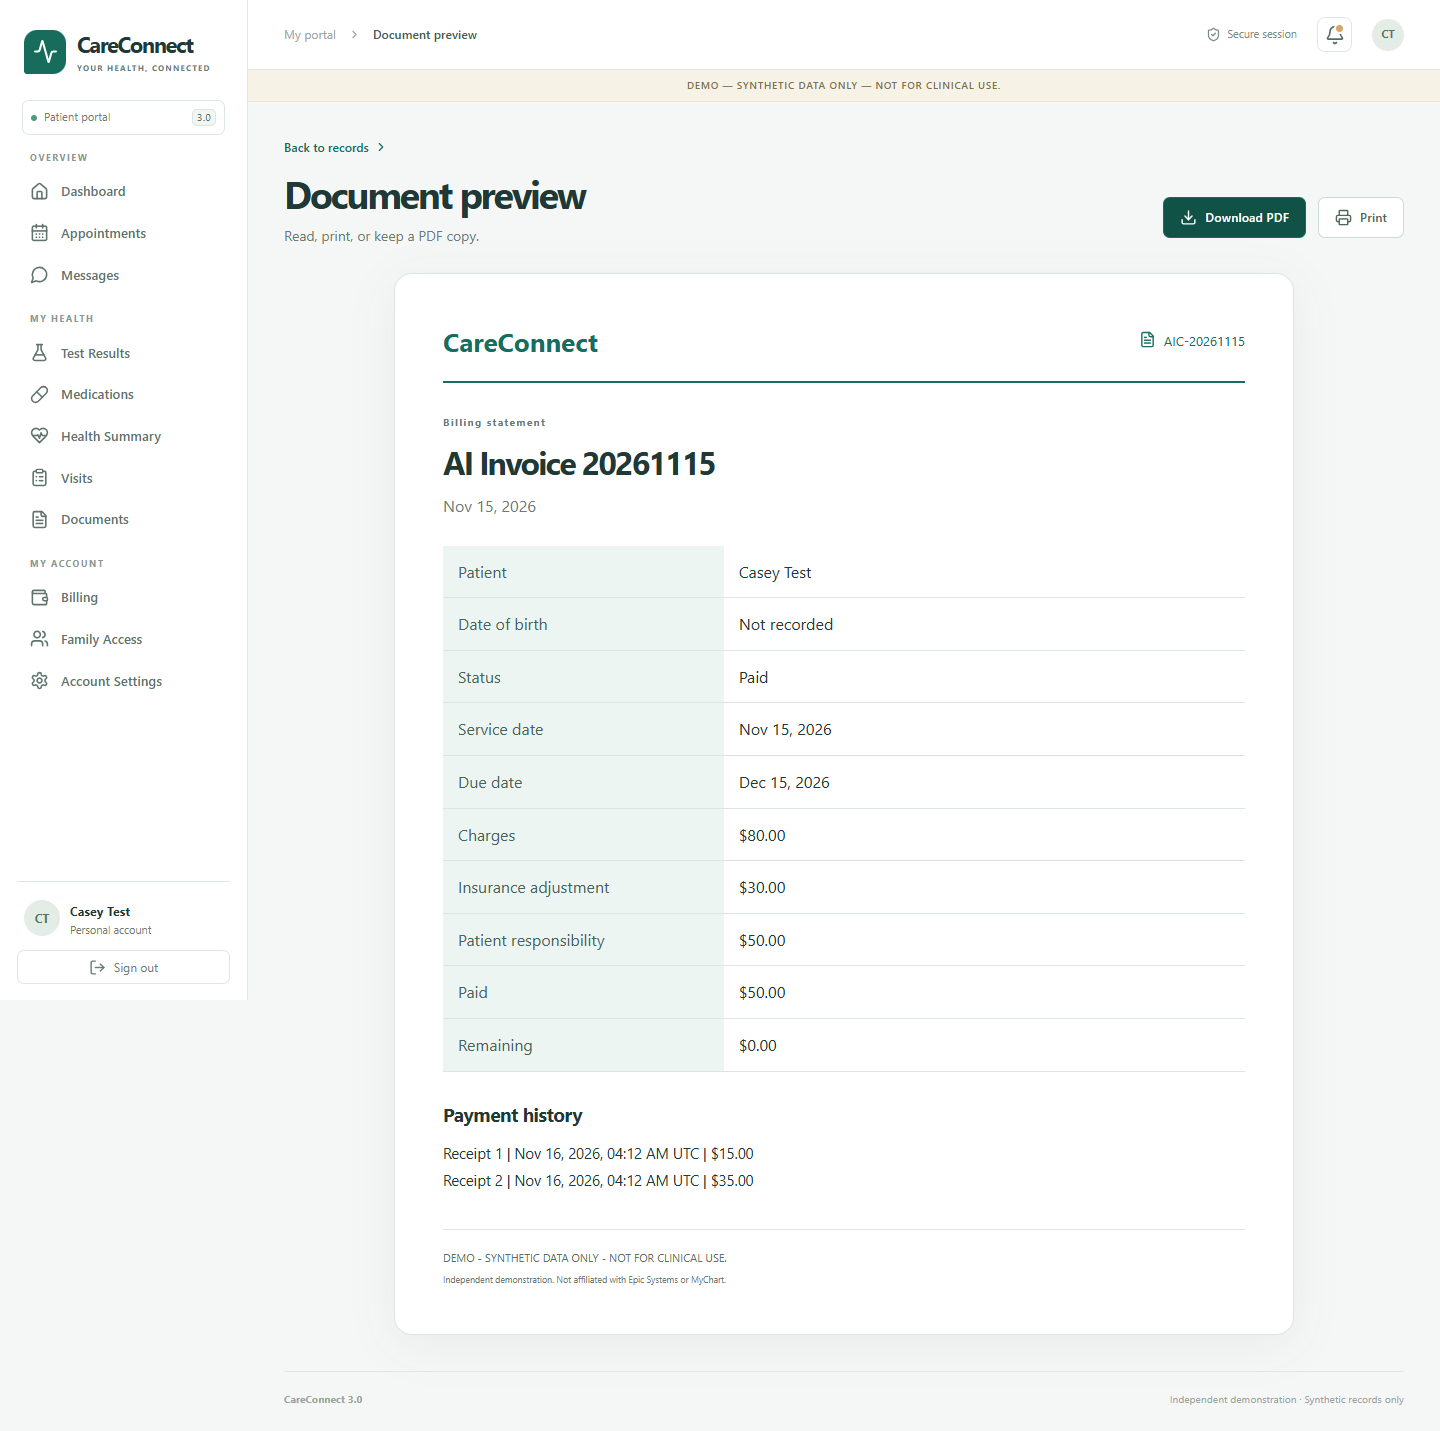 CareConnect
YOUR HEALTH, CONNECTED
Patient portal 3.0
OVERVIEW
Dashboard
Appointments
Messages
MY HEALTH
Test Results
Medications
Health Summary
Visits
Documents
MY ACCOUNT
Billing
Family Access
Account Settings
CT Casey Test
Personal account
Sign out
My portal > Document preview
Secure session
CT
DEMO — SYNTHETIC DATA ONLY — NOT FOR CLINICAL USE.
Back to records >
Document preview
Read, print, or keep a PDF copy.
Download PDF
Print
CareConnect
AIC-20261115
Billing statement
AI Invoice 20261115
Nov 15, 2026
Patient Casey Test
Date of birth Not recorded
Status Paid
Service date Nov 15, 2026
Due date Dec 15, 2026
Charges $80.00
Insurance adjustment $30.00
Patient responsibility $50.00
Paid $50.00
Remaining $0.00
Payment history
Receipt 1 | Nov 16, 2026, 04:12 AM UTC | $15.00
Receipt 2 | Nov 16, 2026, 04:12 AM UTC | $35.00
DEMO - SYNTHETIC DATA ONLY - NOT FOR CLINICAL USE.
Independent demonstration. Not affiliated with Epic Systems or MyChart.
CareConnect 3.0
Independent demonstration · Synthetic records only